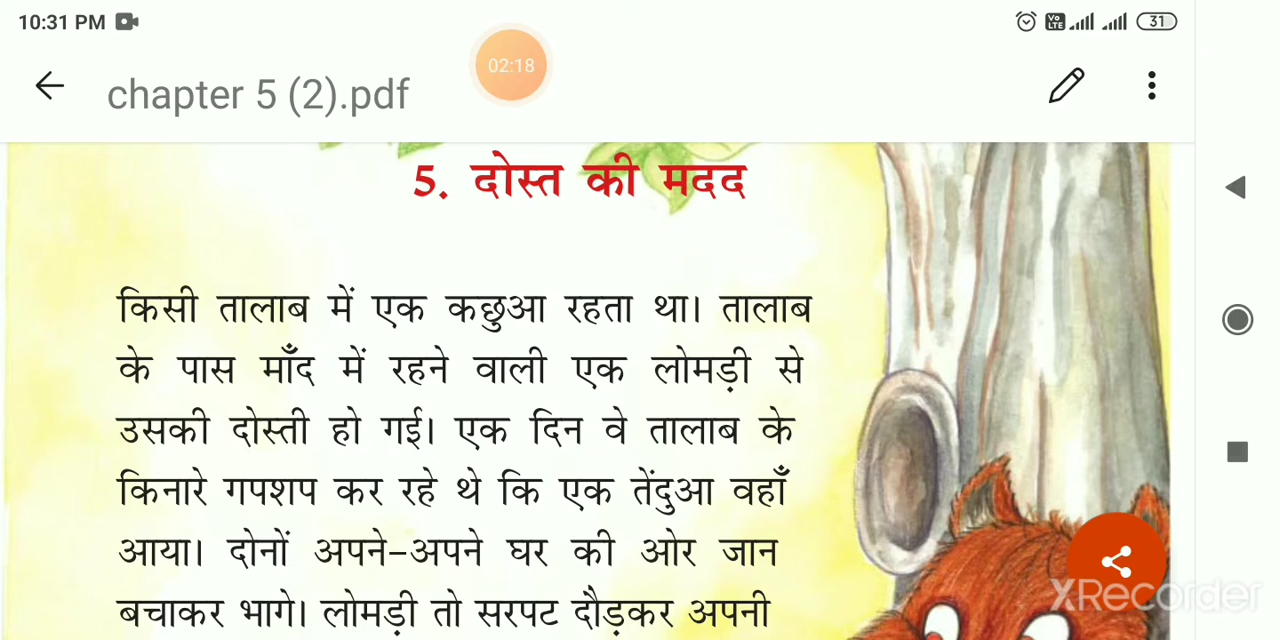 10:31 PM
Vo LTE
31
02:18
chapter 5 (2).pdf
5. दोस्त की मदद
किसी तालाब में एक कछुआ रहता था। तालाब
के पास माँद में रहने वाली एक लोमड़ी से
उसकी दोस्ती हो गई। एक दिन वे तालाब के
किनारे गपशप कर रहे थे कि एक तेंदुआ वहाँ
आया। दोनों अपने-अपने घर की ओर जान
बचाकर भागे। लोमड़ी तो सरपट दौड़कर अपनी
XRecorder